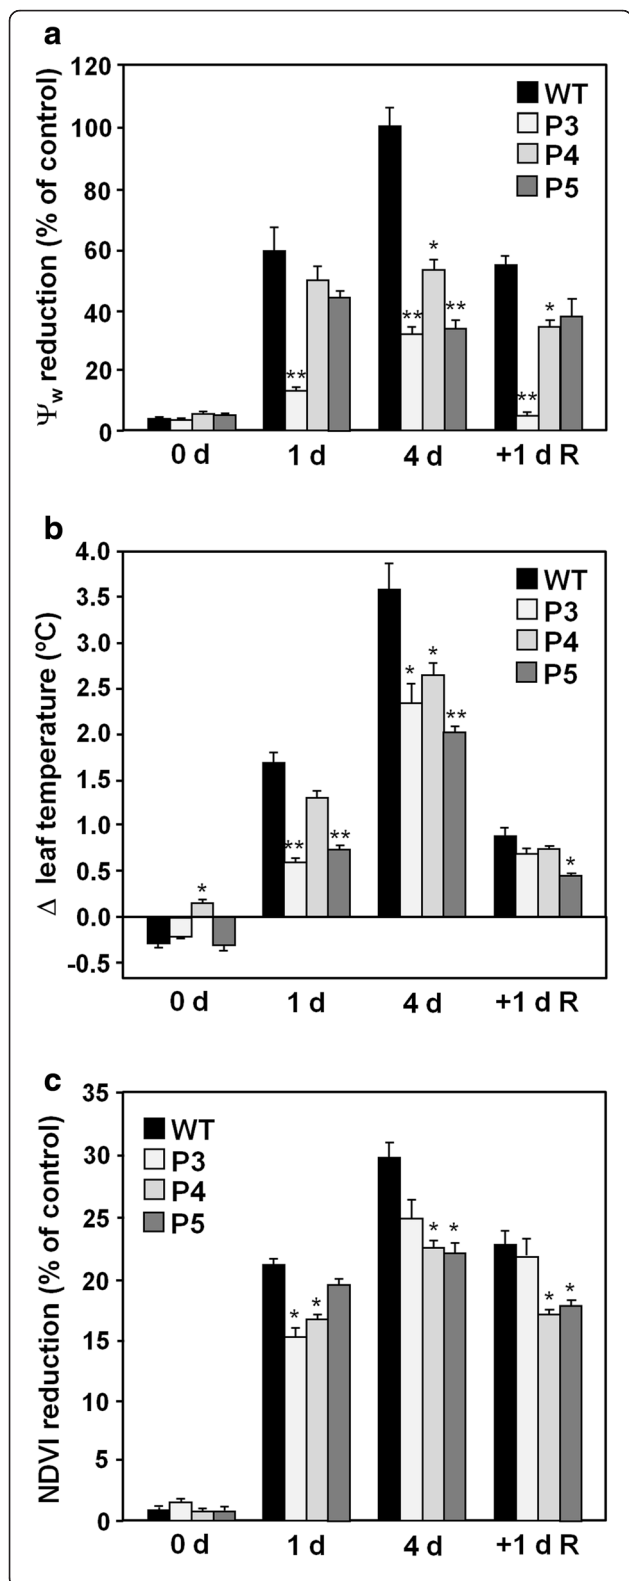 a
Ψw reduction (% of control)
120
100
80
60
40
20
0
WT
P3
P4
P5
** ** * ** ** *
0 d 1 d 4 d +1 d R
b
Δ leaf temperature (ºC)
4.0
3.5
3.0
2.5
2.0
1.5
1.0
0.5
0.0
-0.5
WT
P3
P4
P5
* ** ** * * ** *
0 d 1 d 4 d +1 d R
c
NDVI reduction (% of control)
35
30
25
20
15
10
5
0
WT
P3
P4
P5
* * * * * *
0 d 1 d 4 d +1 d R